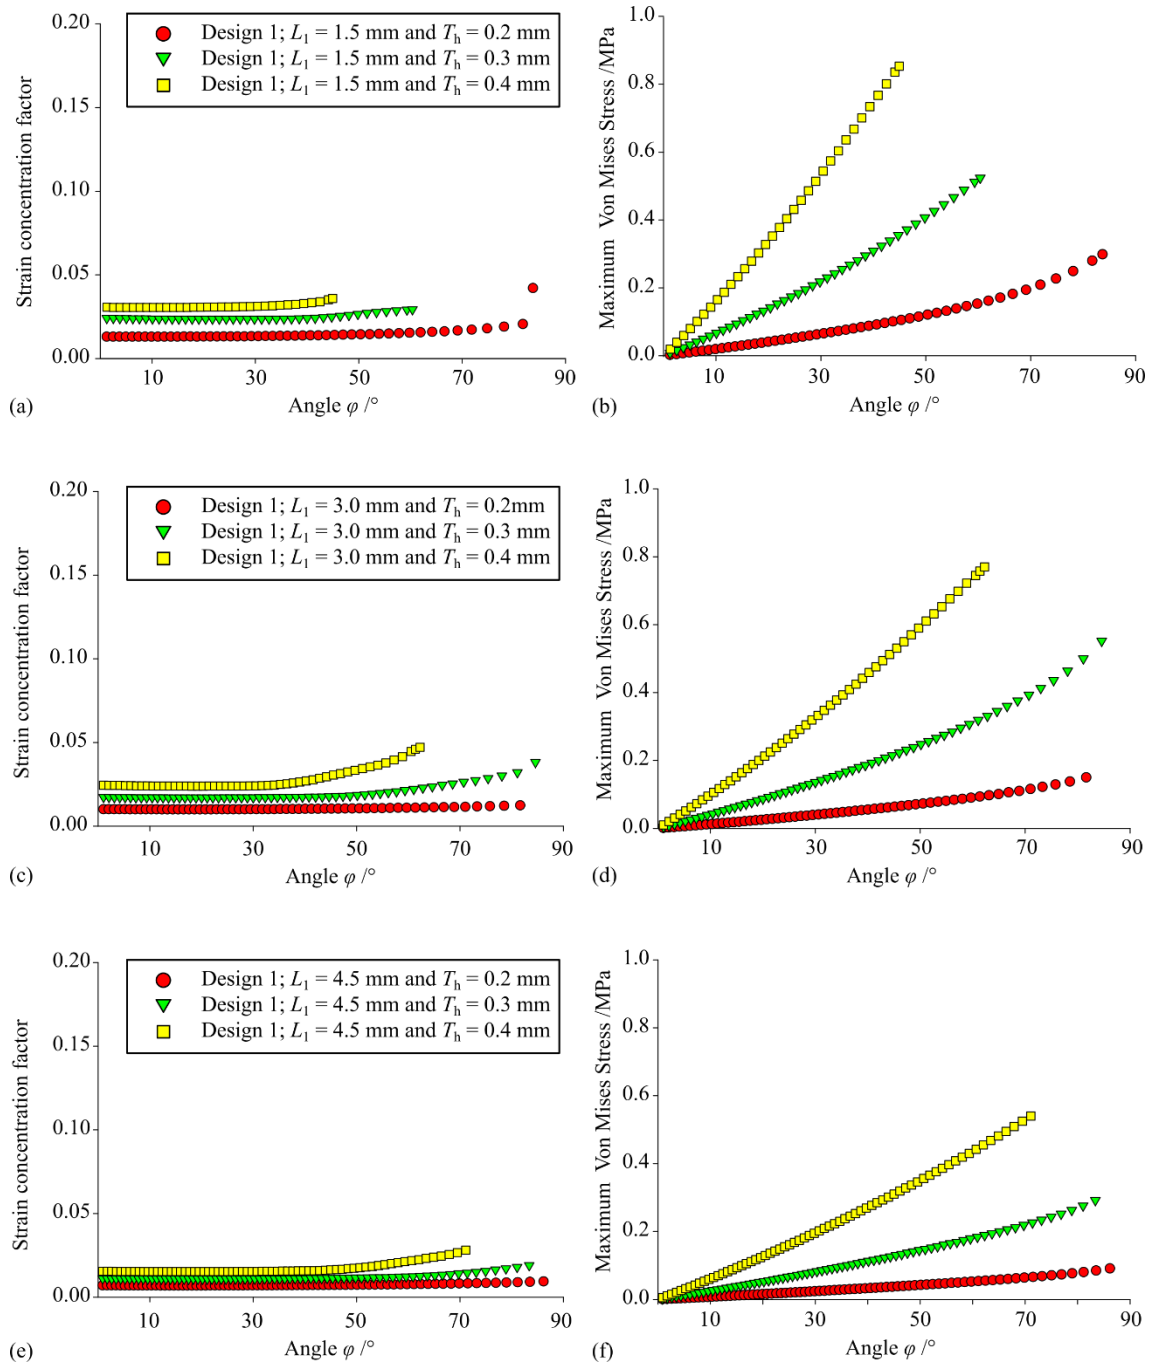 0.20
0.15
0.10
0.05
0.00
Strain concentration factor
Design 1; L1 = 1.5 mm and Th = 0.2 mm
Design 1; L1 = 1.5 mm and Th = 0.3 mm
Design 1; L1 = 1.5 mm and Th = 0.4 mm
10 30 50 70 90
Angle φ /°
(a)
1.0
0.8
0.6
0.4
0.2
0.0
Maximum Von Mises Stress /MPa
10 30 50 70 90
Angle φ /°
(b)
0.20
0.15
0.10
0.05
0.00
Strain concentration factor
Design 1; L1 = 3.0 mm and Th = 0.2mm
Design 1; L1 = 3.0 mm and Th = 0.3 mm
Design 1; L1 = 3.0 mm and Th = 0.4 mm
10 30 50 70 90
Angle φ /°
(c)
1.0
0.8
0.6
0.4
0.2
0.0
Maximum Von Mises Stress /MPa
10 30 50 70 90
Angle φ /°
(d)
0.20
0.15
0.10
0.05
0.00
Strain concentration factor
Design 1; L1 = 4.5 mm and Th = 0.2 mm
Design 1; L1 = 4.5 mm and Th = 0.3 mm
Design 1; L1 = 4.5 mm and Th = 0.4 mm
10 30 50 70 90
Angle φ /°
(e)
1.0
0.8
0.6
0.4
0.2
0.0
Maximum Von Mises Stress /MPa
10 30 50 70 90
Angle φ /°
(f)